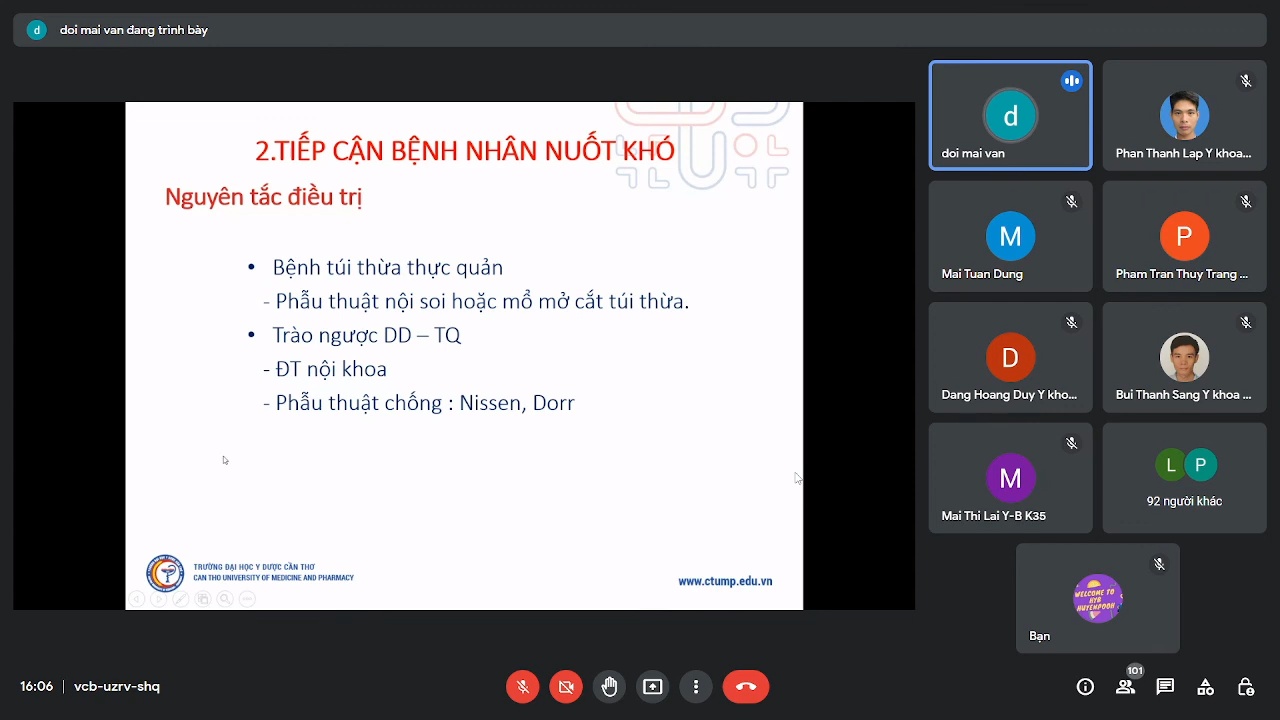 d
doi mai van đang trình bày
2.TIẾP CẬN BỆNH NHÂN NUỐT KHÓ
Nguyên tắc điều trị
• Bệnh túi thừa thực quản
- Phẫu thuật nội soi hoặc mổ mở cắt túi thừa.
• Trào ngược DD – TQ
- ĐT nội khoa
- Phẫu thuật chống : Nissen, Dorr
TRƯỜNG ĐẠI HỌC Y DƯỢC CẦN THƠ
CAN THO UNIVERSITY OF MEDICINE AND PHARMACY
www.ctump.edu.vn
d
doi mai van
Phan Thanh Lap Y khoa...
M
Mai Tuan Dung
P
Pham Tran Thuy Trang ...
D
Dang Hoang Duy Y kho...
Bui Thanh Sang Y khoa ...
M
Mai Thi Lai Y-B K35
L P
92 người khác
WELCOME TO
HYB
HUYENPOOH
Bạn
16:06 | vcb-uzrv-shq
101